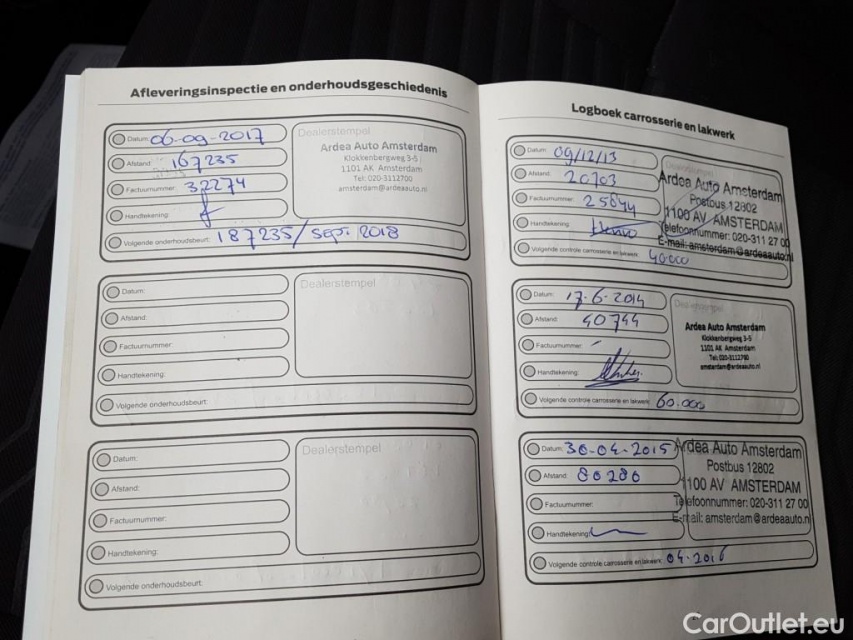 Afleveringsinspectie en onderhoudsgeschiedenis
Datum: 06-09-2017
Afstand: 167235
Factuurnummer: 32274
Handtekening:
Volgende onderhoudsbeurt: 187235/sept. 2018
Dealerstempel
Ardea Auto Amsterdam
Klokkenbergweg 3-5
1101 AK Amsterdam
Tel: 020-3112700
amsterdam@ardeaauto.nl
Datum:
Afstand:
Factuurnummer:
Handtekening:
Volgende onderhoudsbeurt:
Dealerstempel
Datum:
Afstand:
Factuurnummer:
Handtekening:
Volgende onderhoudsbeurt:
Dealerstempel
Logboek carrosserie en lakwerk
Datum: 09/12/13
Afstand: 20703
Factuurnummer: 25644
Handtekening:
Volgende controle carrosserie en lakwerk: 40000
Dealerstempel
Ardea Auto Amsterdam
Postbus 12802
1100 AV AMSTERDAM
Telefoonnummer: 020-311 27 00
E-mail: amsterdam@ardeaauto.nl
Datum: 17-6-2014
Afstand: 40744
Factuurnummer: -
Handtekening:
Volgende controle carrosserie en lakwerk: 60.000
Dealerstempel
Ardea Auto Amsterdam
Klokkenbergweg 3-5
1101 AK Amsterdam
Tel: 020-3112700
amsterdam@ardeaauto.nl
Datum: 30-04-2015
Afstand: 80280
Factuurnummer:
Handtekening:
Volgende controle carrosserie en lakwerk: 04-2016
Ardea Auto Amsterdam
Postbus 12802
1100 AV AMSTERDAM
Telefoonnummer: 020-311 27 00
E-mail: amsterdam@ardeaauto.nl
CarOutlet.eu